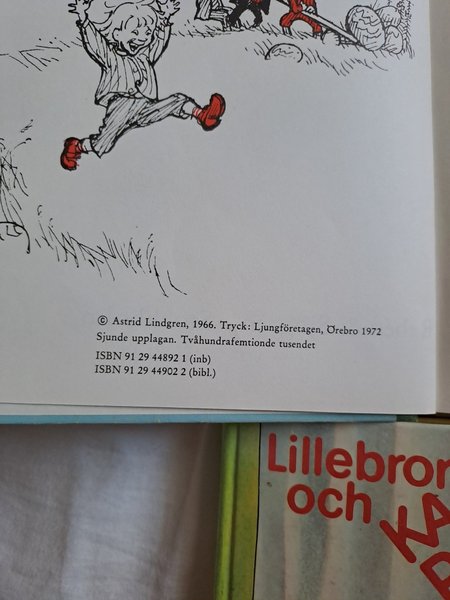 © Astrid Lindgren, 1966. Tryck: Ljungföretagen, Örebro 1972
Sjunde upplagan. Tvåhundrafemtionde tusendet
ISBN 91 29 44892 1 (inb)
ISBN 91 29 44902 2 (bibl.)
Lillebror
och